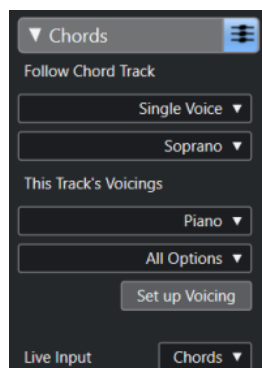 Chords
Follow Chord Track
Single Voice
Soprano
This Track's Voicings
Piano
All Options
Set up Voicing
Live Input Chords